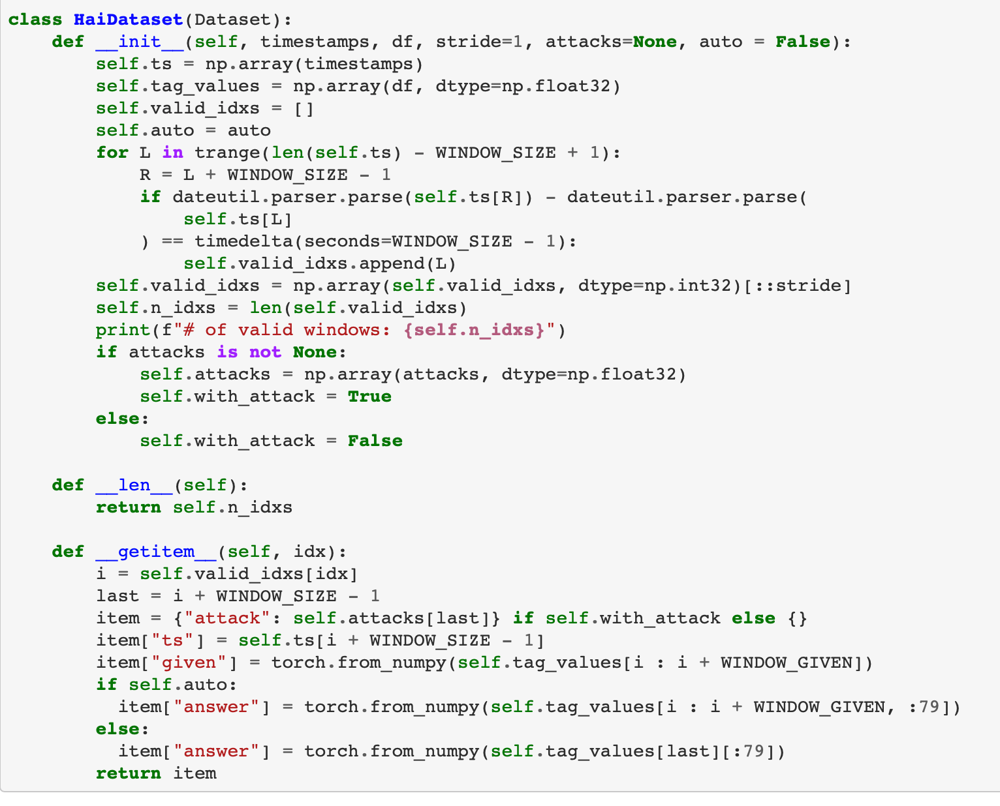 class HaiDataset(Dataset):
    def __init__(self, timestamps, df, stride=1, attacks=None, auto = False):
        self.ts = np.array(timestamps)
        self.tag_values = np.array(df, dtype=np.float32)
        self.valid_idxs = []
        self.auto = auto
        for L in trange(len(self.ts) - WINDOW_SIZE + 1):
            R = L + WINDOW_SIZE - 1
            if dateutil.parser.parse(self.ts[R]) - dateutil.parser.parse(
                self.ts[L]
            ) == timedelta(seconds=WINDOW_SIZE - 1):
                self.valid_idxs.append(L)
        self.valid_idxs = np.array(self.valid_idxs, dtype=np.int32)[::stride]
        self.n_idxs = len(self.valid_idxs)
        print(f"# of valid windows: {self.n_idxs}")
        if attacks is not None:
            self.attacks = np.array(attacks, dtype=np.float32)
            self.with_attack = True
        else:
            self.with_attack = False

    def __len__(self):
        return self.n_idxs

    def __getitem__(self, idx):
        i = self.valid_idxs[idx]
        last = i + WINDOW_SIZE - 1
        item = {"attack": self.attacks[last]} if self.with_attack else {}
        item["ts"] = self.ts[i + WINDOW_SIZE - 1]
        item["given"] = torch.from_numpy(self.tag_values[i : i + WINDOW_GIVEN])
        if self.auto:
          item["answer"] = torch.from_numpy(self.tag_values[i : i + WINDOW_GIVEN, :79])
        else:
          item["answer"] = torch.from_numpy(self.tag_values[last][:79])
        return item